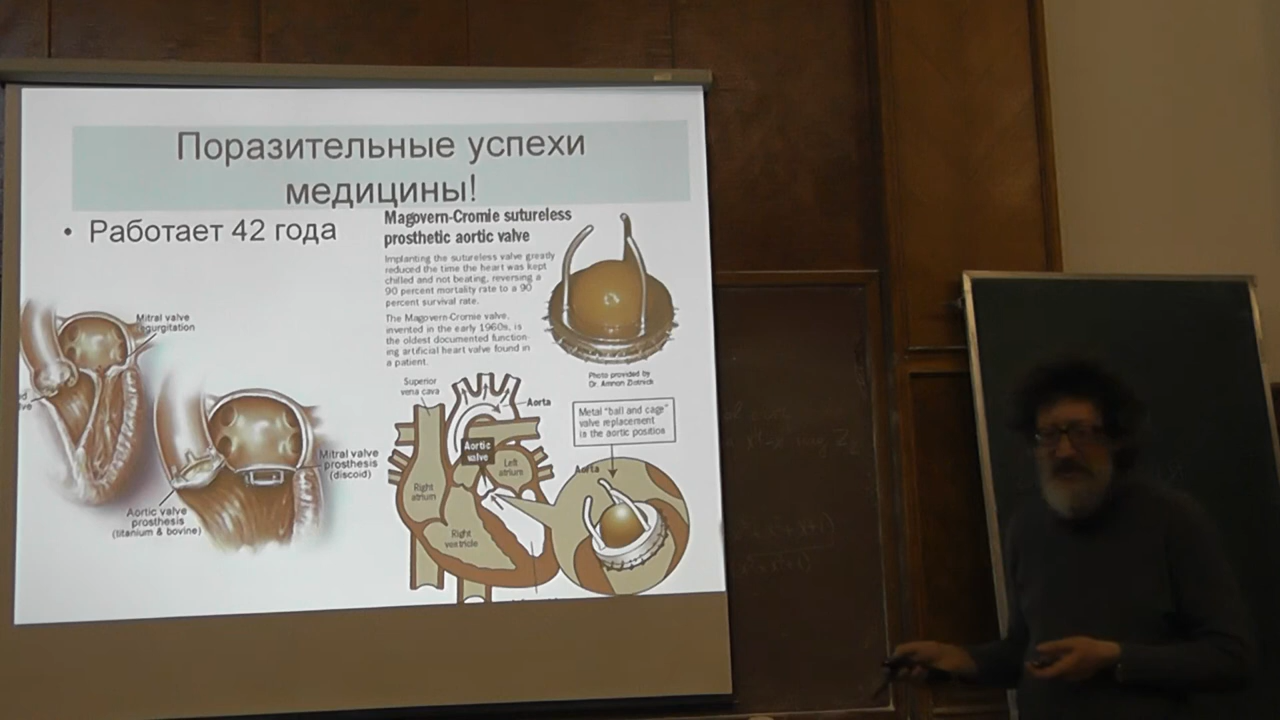 Поразительные успехи
медицины!
• Работает 42 года
Magovern-Cromie sutureless
prosthetic aortic valve
Implanting the sutureless valve greatly
reduced the time the heart was kept
chilled and not beating, reversing a
90 percent mortality rate to a 90
percent survival rate.
The Magovern-Cromie valve,
invented in the early 1960s, is
the oldest documented function-
ing artificial heart valve found in
a patient.
Photo provided by
Dr. Amnon Zlotnick
Mitral valve
regurgitation
Mitral valve
prosthesis
(discoid)
Aortic valve
prosthesis
(titanium & bovine)
Superior
vena cava
Aorta
Aortic
valve
Left
atrium
Right
atrium
Right
ventricle
Metal "ball and cage"
valve replacement
is the aortic position
Aorta